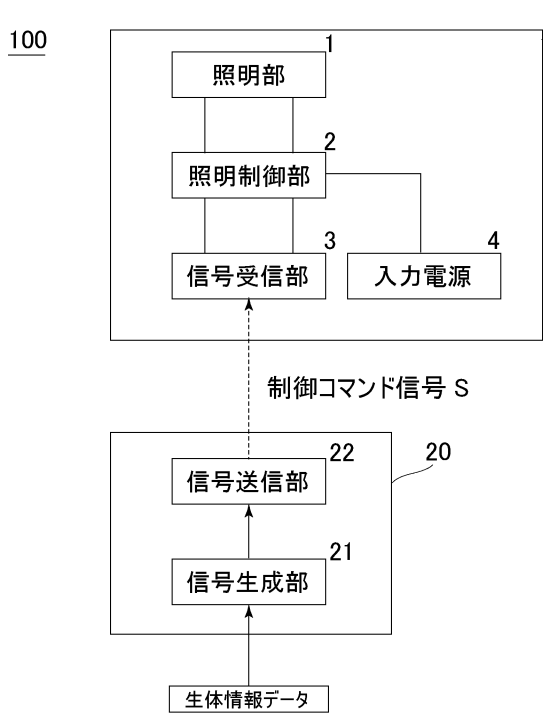 100
1
照明部
2
照明制御部
3
信号受信部
4
入力電源
制御コマンド信号 S
20
22
信号送信部
21
信号生成部
生体情報データ